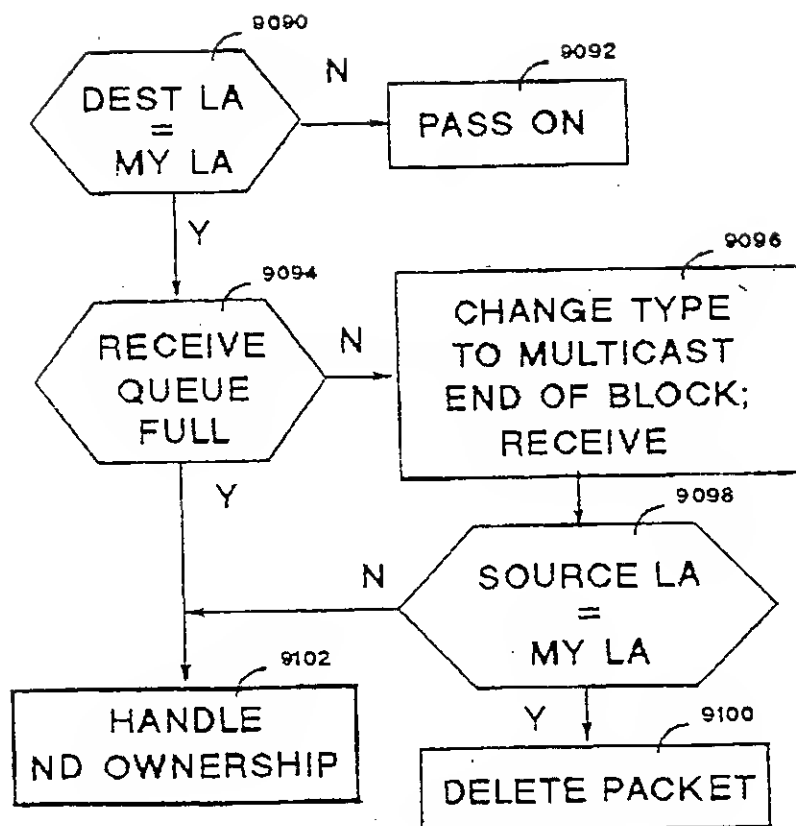 9090
DEST LA
=
MY LA
N
9092
PASS ON
Y
9094
RECEIVE
QUEUE
FULL
N
9096
CHANGE TYPE
TO MULTICAST
END OF BLOCK;
RECEIVE
Y
9098
SOURCE LA
=
MY LA
N
9102
HANDLE
ND OWNERSHIP
Y
9100
DELETE PACKET